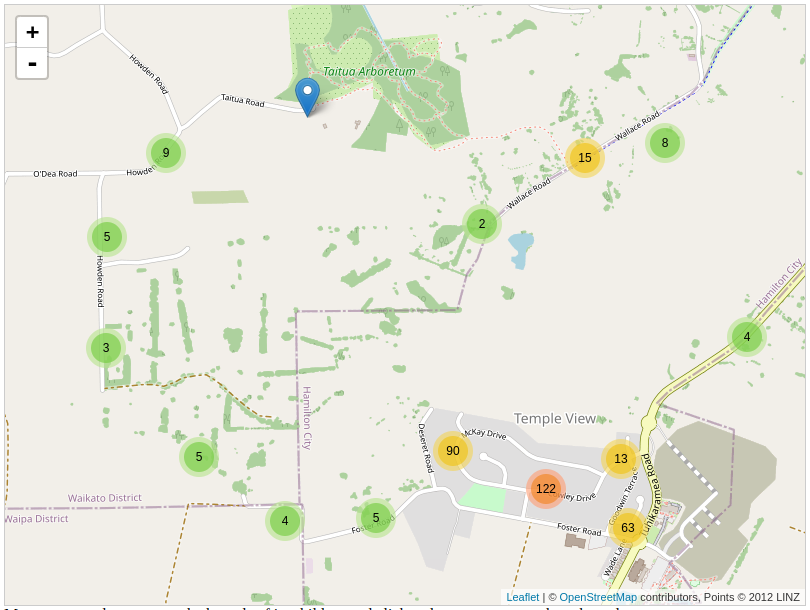 +
-
Howden Road
Taitua Arboretum
Taitua Road
Wallace Road
8
15
9
Howden
O'Dea Road
Wallace Road
2
5
Howden Road
Hamilton City
4
3
Hamilton City
Temple View
McKay Drive
Deseret Road
90
13
5
122
Goodwin Terrace
Tuhikaramea Road
Waikato District
Waipa District
4
5
Foster Road
63
Foster Road
Wade Lane
Leaflet | © OpenStreetMap contributors, Points © 2012 LINZ